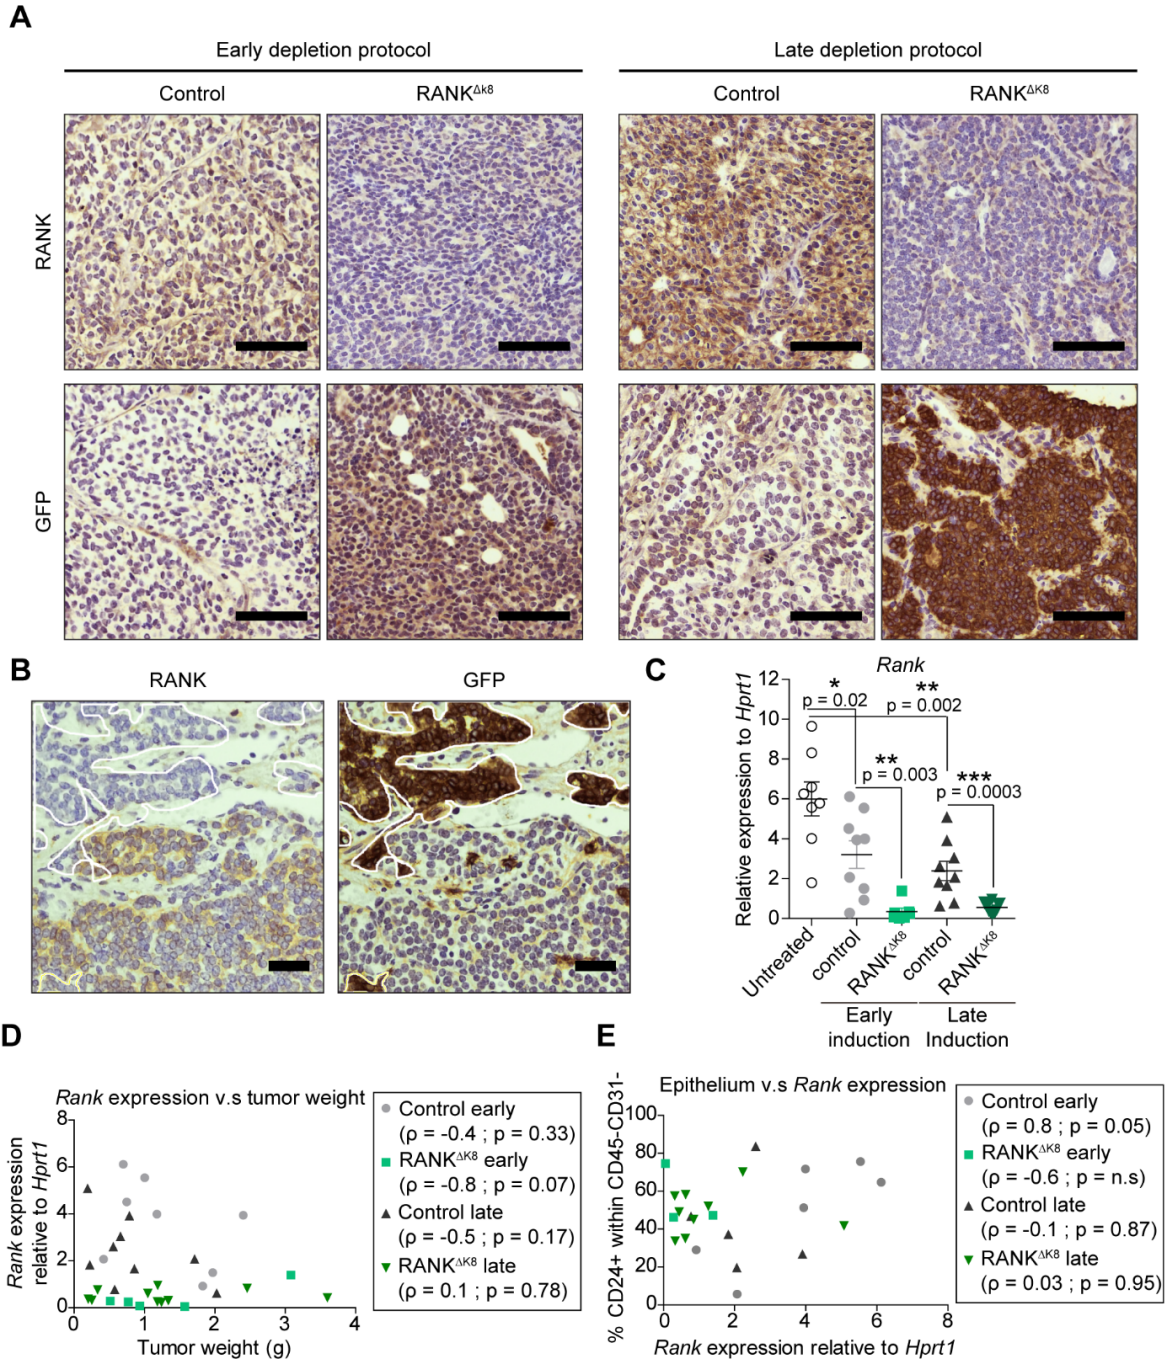 A
Early depletion protocol
Late depletion protocol
Control
RANKΔk8
Control
RANKΔK8
RANK
GFP
B
RANK
GFP
C
Rank
Relative expression to Hprt1
12
10
8
6
4
2
0
*
p = 0.02
**
p = 0.002
**
p = 0.003
***
p = 0.0003
Untreated
control
RANKΔK8
control
RANKΔK8
Early
induction
Late
Induction
D
Rank expression v.s tumor weight
Rank expression
relative to Hprt1
8
6
4
2
0
0
1
2
3
4
Tumor weight (g)
Control early
(ρ = -0.4 ; p = 0.33)
RANKΔK8 early
(ρ = -0.8 ; p = 0.07)
Control late
(ρ = -0.5 ; p = 0.17)
RANKΔK8 late
(ρ = 0.1 ; p = 0.78)
E
Epithelium v.s Rank expression
% CD24+ within CD45-CD31-
100
80
60
40
20
0
0
2
4
6
8
Rank expression relative to Hprt1
Control early
(ρ = 0.8 ; p = 0.05)
RANKΔK8 early
(ρ = -0.6 ; p = n.s)
Control late
(ρ = -0.1 ; p = 0.87)
RANKΔK8 late
(ρ = 0.03 ; p = 0.95)